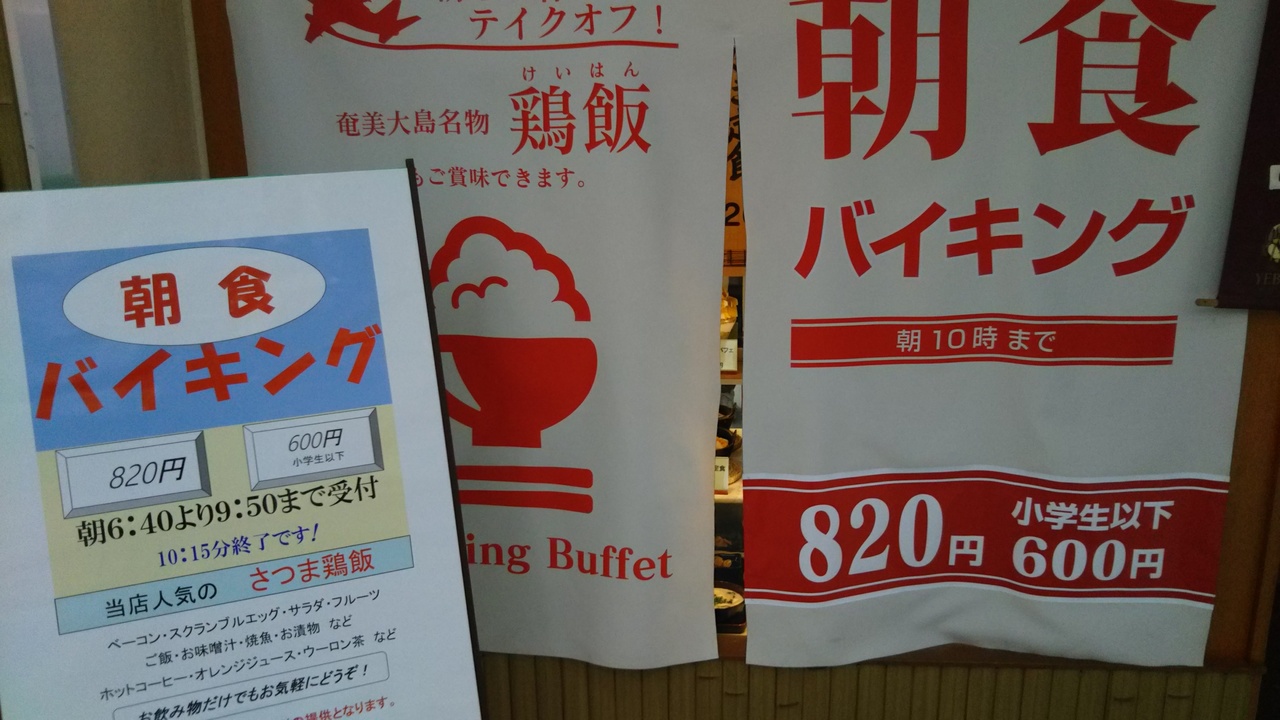 テイクオフ!
けいはん
奄美大島名物 鶏飯
もご賞味できます。
ing Buffet
朝食
バイキング
朝10時まで
820円
小学生以下
600円
朝 食
バイキング
820円
600円
小学生以下
朝6:40より9:50まで受付
10:15分終了です!
当店人気の さつま鶏飯
ベーコン・スクランブルエッグ・サラダ・フルーツ
ご飯・お味噌汁・焼魚・お漬物 など
ホットコーヒー・オレンジジュース・ウーロン茶 など
お飲み物だけでもお気軽にどうぞ!
の提供となります。